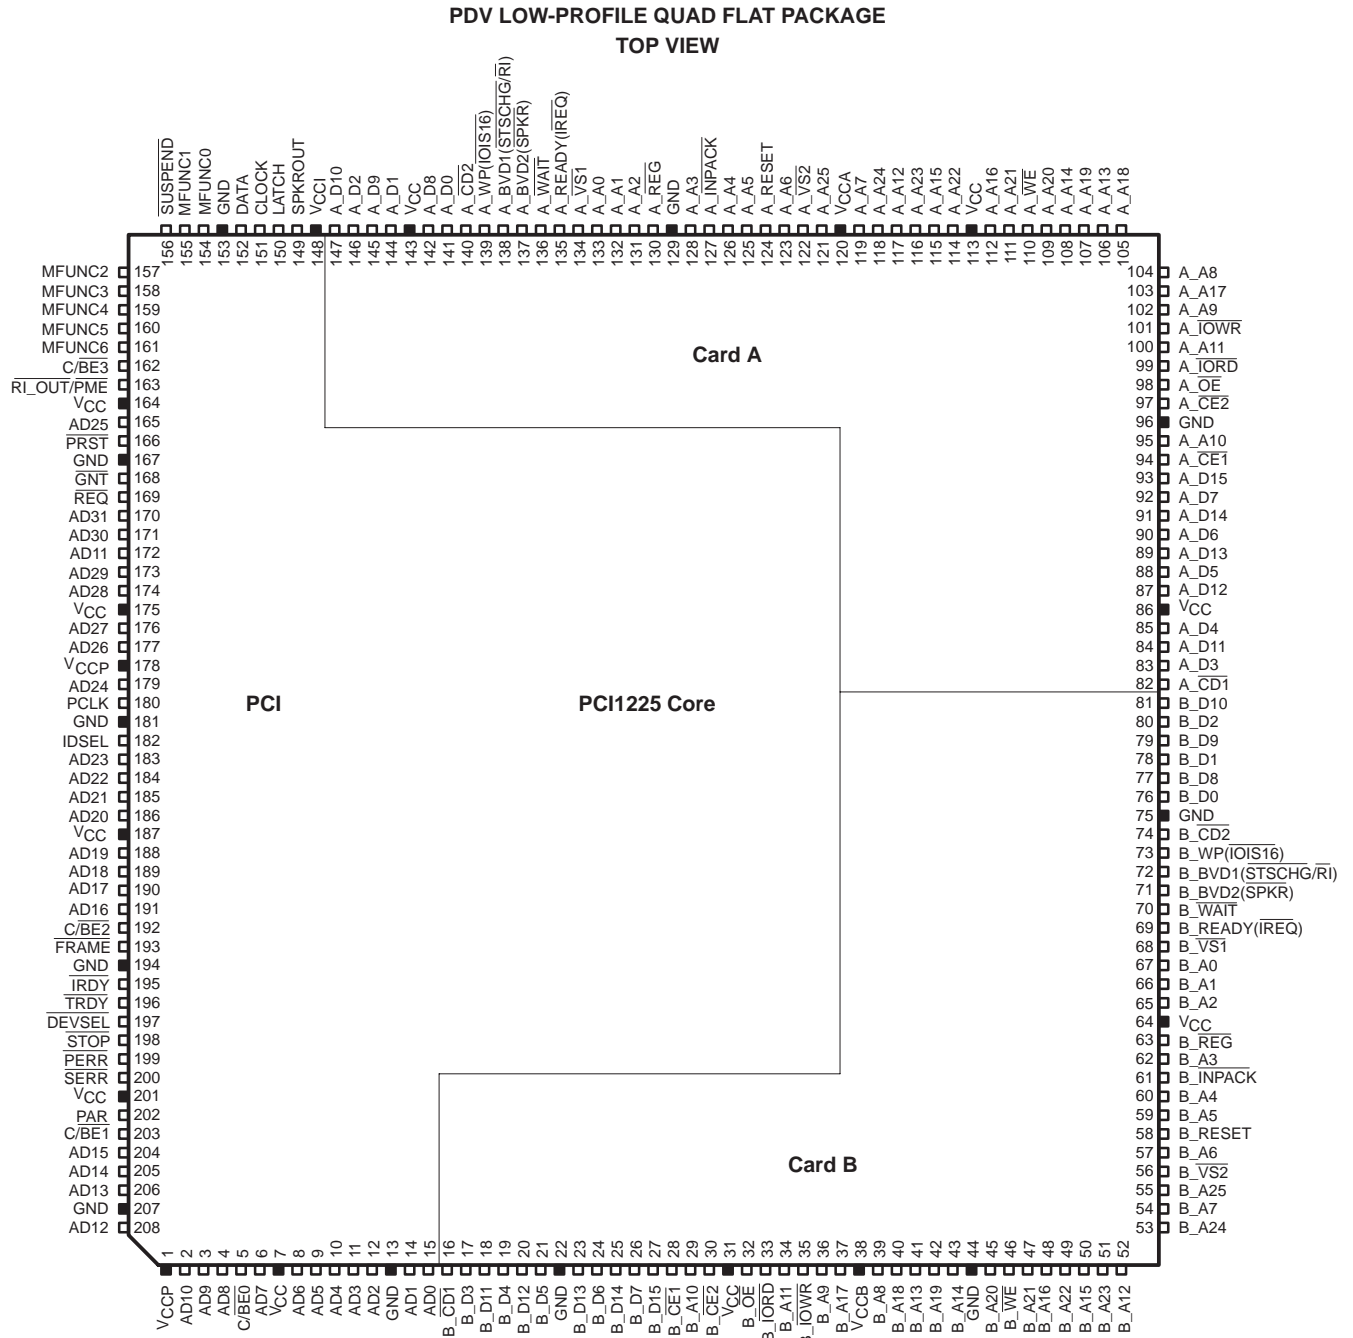 PDV LOW-PROFILE QUAD FLAT PACKAGE
TOP VIEW
SUSPEND
MFUNC1
MFUNC0
GND
DATA
CLOCK
LATCH
SPKROUT
VCCI
A_D10
A_D2
A_D9
A_D1
VCC
A_D8
A_D0
A_CD2
A_WP(IOIS16)
A_BVD1(STSCHG/RI)
A_BVD2(SPKR)
A_WAIT
A_READY(IREQ)
A_VS1
A_A0
A_A1
A_A2
A_REG
GND
A_A3
A_INPACK
A_A4
A_A5
A_RESET
A_A6
A_VS2
A_A25
VCCA
A_A7
A_A24
A_A12
A_A23
A_A15
A_A22
VCC
A_A16
A_A21
A_WE
A_A20
A_A14
A_A19
A_A13
A_A18
156
155
154
153
152
151
150
149
148
147
146
145
144
143
142
141
140
139
138
137
136
135
134
133
132
131
130
129
128
127
126
125
124
123
122
121
120
119
118
117
116
115
114
113
112
111
110
109
108
107
106
105
MFUNC2 157
MFUNC3 158
MFUNC4 159
MFUNC5 160
MFUNC6 161
C/BE3 162
RI_OUT/PME 163
VCC 164
AD25 165
PRST 166
GND 167
GNT 168
REQ 169
AD31 170
AD30 171
AD11 172
AD29 173
AD28 174
VCC 175
AD27 176
AD26 177
VCCP 178
AD24 179
PCLK 180
GND 181
IDSEL 182
AD23 183
AD22 184
AD21 185
AD20 186
VCC 187
AD19 188
AD18 189
AD17 190
AD16 191
C/BE2 192
FRAME 193
GND 194
IRDY 195
TRDY 196
DEVSEL 197
STOP 198
PERR 199
SERR 200
VCC 201
PAR 202
C/BE1 203
AD15 204
AD14 205
AD13 206
GND 207
AD12 208
Card A
PCI
PCI1225 Core
Card B
104 A_A8
103 A_A17
102 A_A9
101 A_IOWR
100 A_A11
99 A_IORD
98 A_OE
97 A_CE2
96 GND
95 A_A10
94 A_CE1
93 A_D15
92 A_D7
91 A_D14
90 A_D6
89 A_D13
88 A_D5
87 A_D12
86 VCC
85 A_D4
84 A_D11
83 A_D3
82 A_CD1
81 B_D10
80 B_D2
79 B_D9
78 B_D1
77 B_D8
76 B_D0
75 GND
74 B_CD2
73 B_WP(IOIS16)
72 B_BVD1(STSCHG/RI)
71 B_BVD2(SPKR)
70 B_WAIT
69 B_READY(IREQ)
68 B_VS1
67 B_A0
66 B_A1
65 B_A2
64 VCC
63 B_REG
62 B_A3
61 B_INPACK
60 B_A4
59 B_A5
58 B_RESET
57 B_A6
56 B_VS2
55 B_A25
54 B_A7
53 B_A24
1
2
3
4
5
6
7
8
9
10
11
12
13
14
15
16
17
18
19
20
21
22
23
24
25
26
27
28
29
30
31
32
33
34
35
36
37
38
39
40
41
42
43
44
45
46
47
48
49
50
51
52
VCCP
AD10
AD9
AD8
C/BE0
AD7
VCC
AD6
AD5
AD4
AD3
AD2
GND
AD1
AD0
B_CD1
B_D3
B_D11
B_D4
B_D12
B_D5
GND
B_D13
B_D6
B_D14
B_D7
B_D15
B_CE1
B_A10
B_CE2
VCC
B_OE
B_IORD
B_A11
B_IOWR
B_A9
B_A17
VCCB
B_A8
B_A18
B_A13
B_A19
B_A14
GND
B_A20
B_WE
B_A21
B_A16
B_A22
B_A15
B_A23
B_A12